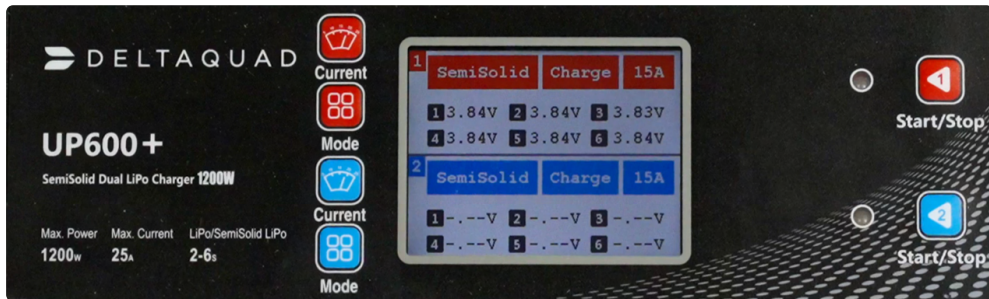 DELTAQUAD
UP600+
SemiSolid Dual LiPo Charger 1200W
Max. Power Max. Current LiPo/SemiSolid LiPo
1200w 25A 2-6s
Current
Mode
Current
Mode
1 SemiSolid Charge 15A
1 3.84V 2 3.84V 3 3.83V
4 3.84V 5 3.84V 6 3.84V
2 SemiSolid Charge 15A
1 -.--V 2 -.--V 3 -.--V
4 -.--V 5 -.--V 6 -.--V
1
Start/Stop
2
Start/Stop